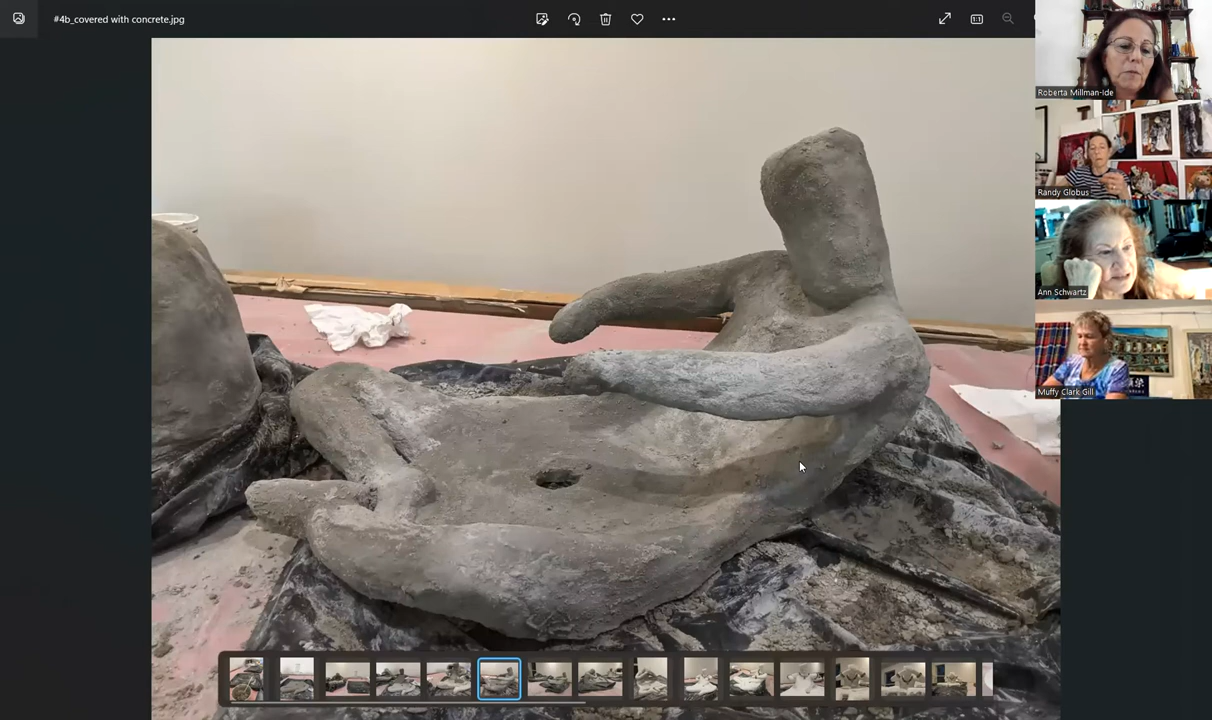 #4b_covered with concrete.jpg
Roberta Millman-Ide
Randy Globus
Ann Schwartz
Muffy Clark Gill